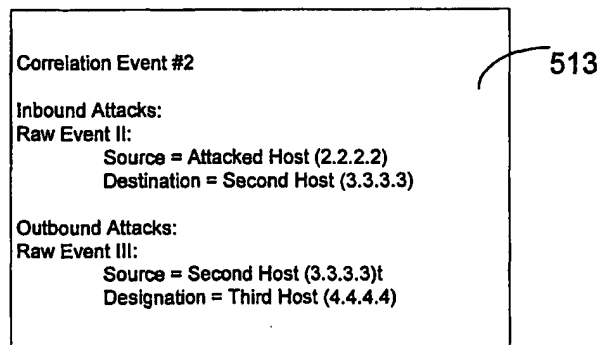 Correlation Event #2
513
Inbound Attacks:
Raw Event II:
Source = Attacked Host (2.2.2.2)
Destination = Second Host (3.3.3.3)
Outbound Attacks:
Raw Event III:
Source = Second Host (3.3.3.3)t
Designation = Third Host (4.4.4.4)